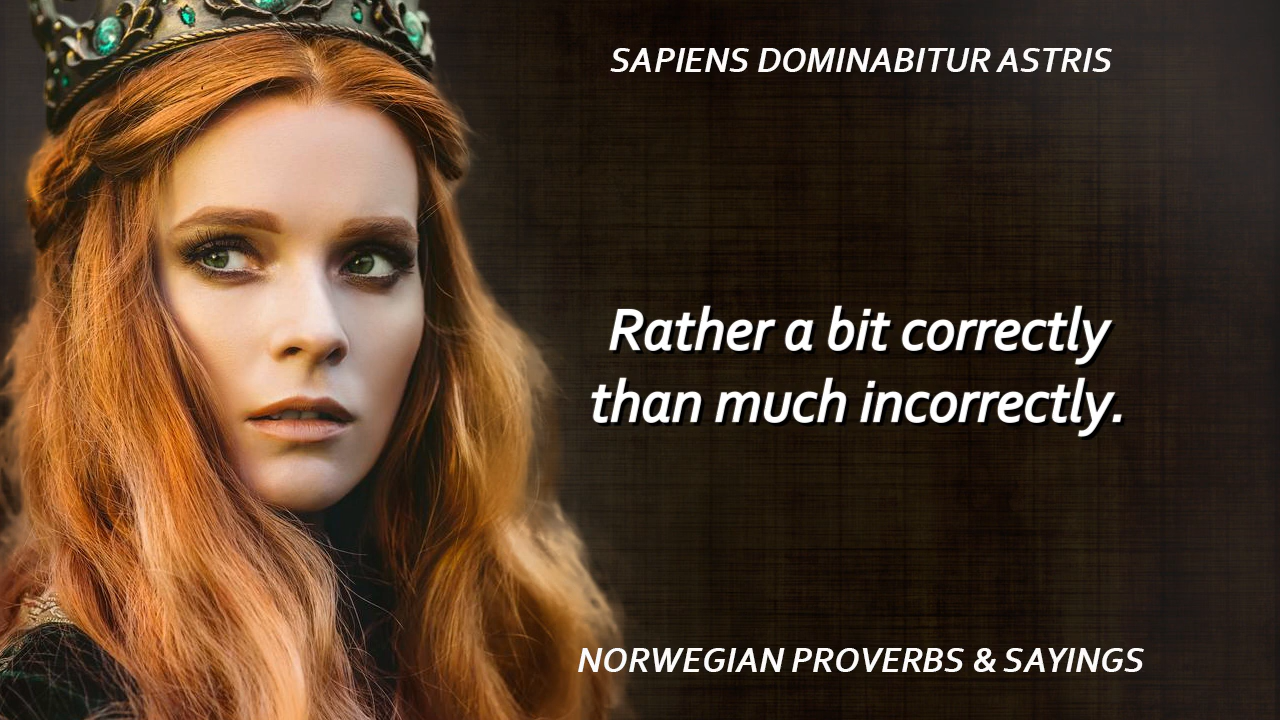 SAPIENS DOMINABITUR ASTRIS
Rather a bit correctly
than much incorrectly.
NORWEGIAN PROVERBS & SAYINGS